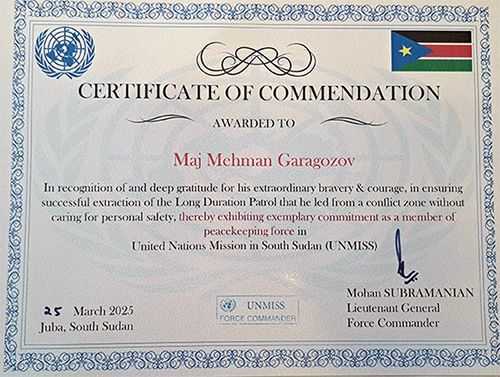 CERTIFICATE OF COMMENDATION
AWARDED TO
Maj Mehman Garagozov
In recognition of and deep gratitude for his extraordinary bravery & courage, in ensuring
successful extraction of the Long Duration Patrol that he led from a conflict zone without
caring for personal safety, thereby exhibiting exemplary commitment as a member of
peacekeeping force in
United Nations Mission in South Sudan (UNMISS)
25 March 2025
Juba, South Sudan
UNMISS
FORCE COMMANDER
Mohan SUBRAMANIAN
Lieutenant General
Force Commander